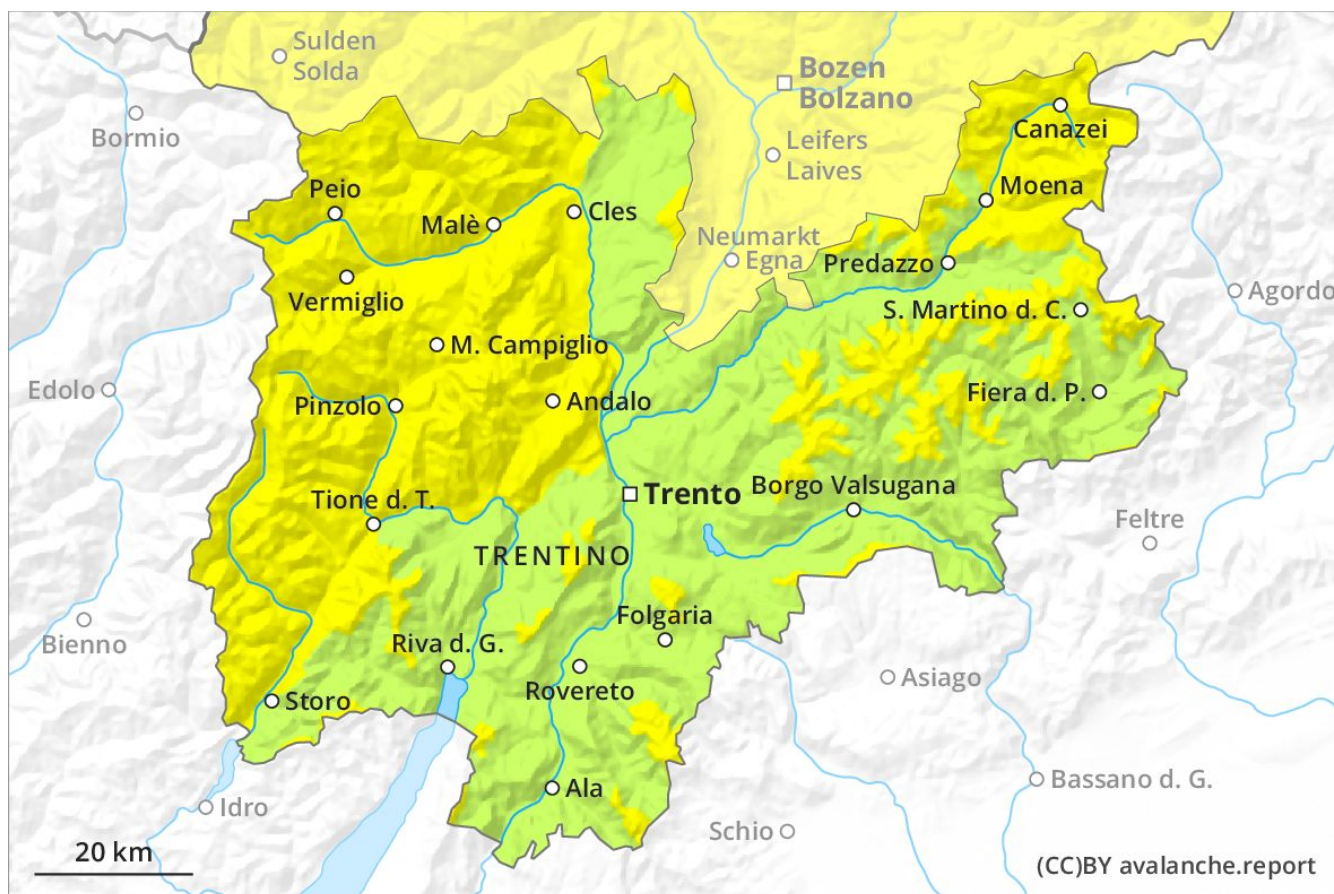 Sulden
Solda
Bozen
Bolzano
Bormio
Canazei
Leifers
Laives
Peio
Moena
Malè
Cles
Neumarkt
Egna
Predazzo
Vermiglio
Agordo
S. Martino d. C.
M. Campiglio
Edolo
Pinzolo
Andalo
Fiera d. P.
Tione d. T.
Trento
Borgo Valsugana
Feltre
TRENTINO
Bienno
Folgaria
Riva d. G.
Asiago
Storo
Rovereto
Bassano d. G.
Ala
Idro
Schio
20 km
(CC)BY avalanche.report